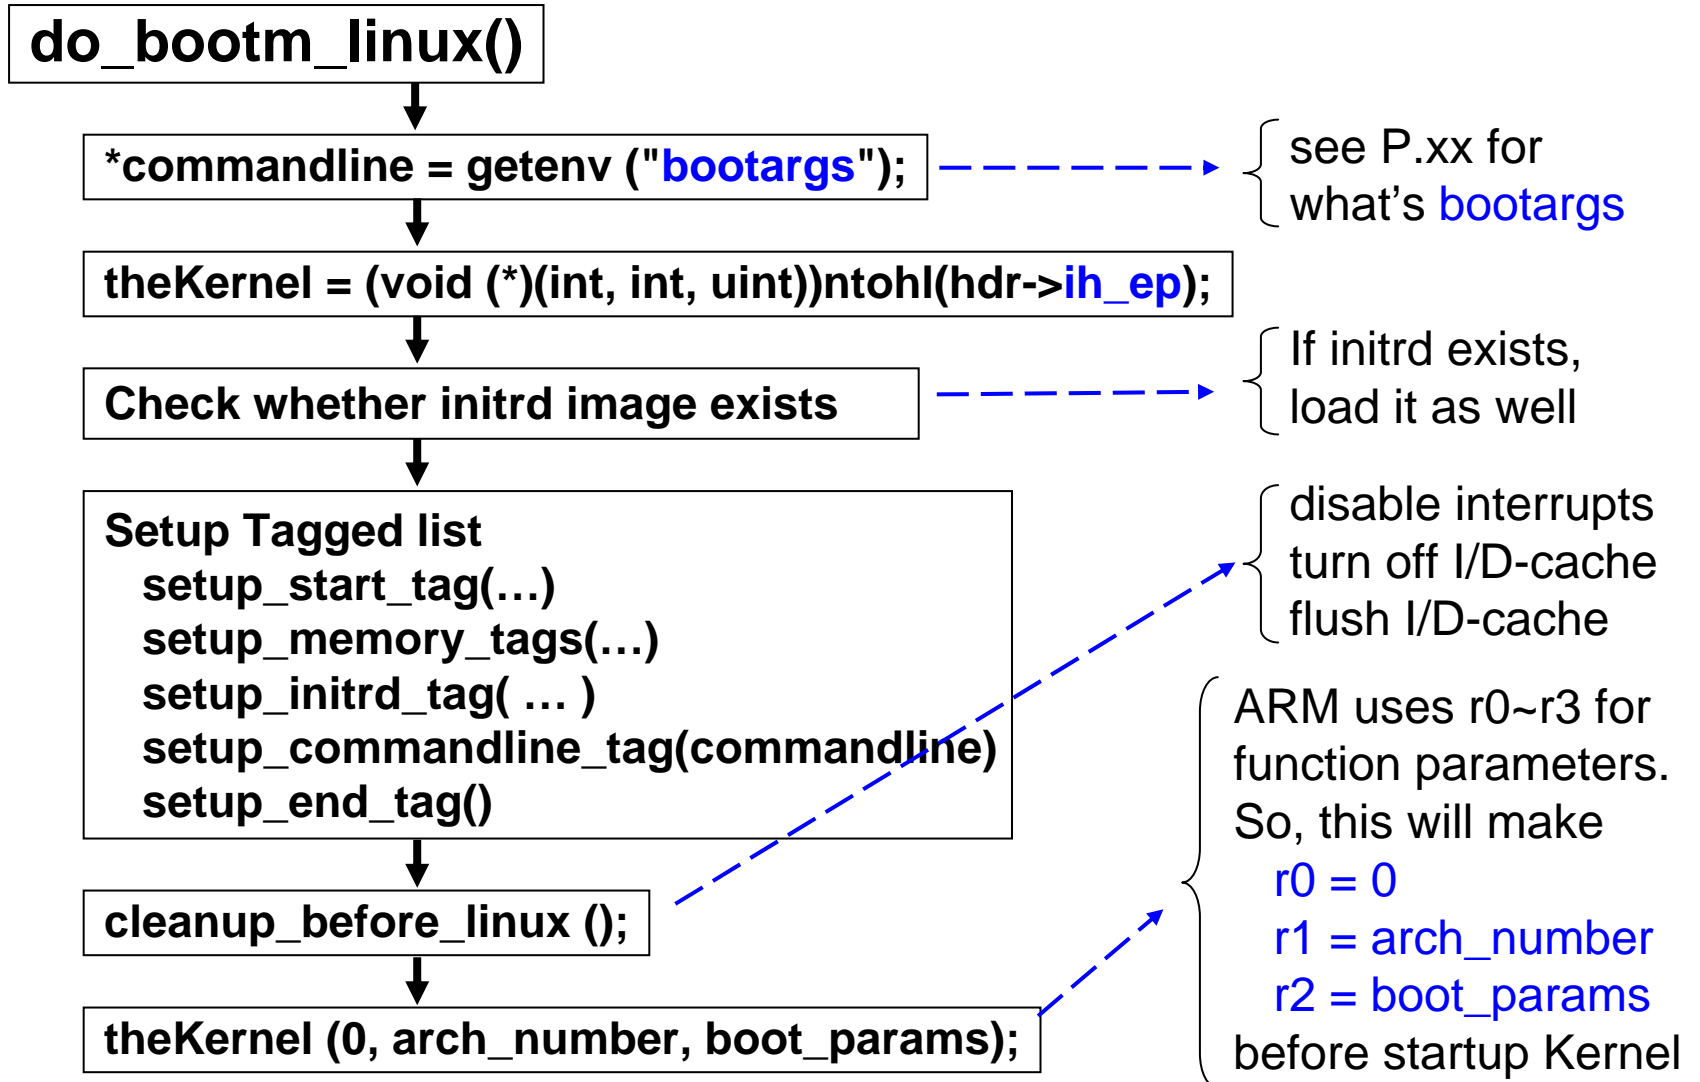 do_bootm_linux()
*commandline = getenv ("bootargs");
see P.xx for
what's bootargs
theKernel = (void (*)(int, int, uint))ntohl(hdr->ih_ep);
Check whether initrd image exists
If initrd exists,
load it as well
Setup Tagged list
setup_start_tag(…)
setup_memory_tags(…)
setup_initrd_tag( … )
setup_commandline_tag(commandline)
setup_end_tag()
disable interrupts
turn off I/D-cache
flush I/D-cache
cleanup_before_linux ();
theKernel (0, arch_number, boot_params);
ARM uses r0~r3 for
function parameters.
So, this will make
r0 = 0
r1 = arch_number
r2 = boot_params
before startup Kernel